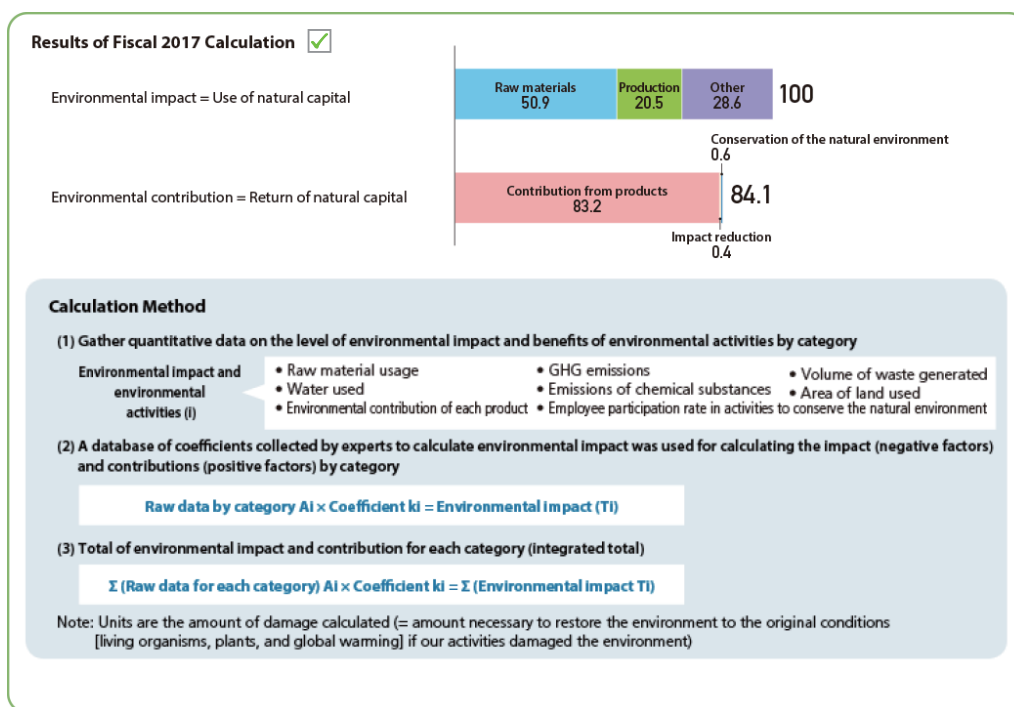 Results of Fiscal 2017 Calculation
Environmental impact = Use of natural capital
Raw materials
50.9
Production
20.5
Other
28.6
100
Conservation of the natural environment
0.6
Environmental contribution = Return of natural capital
Contribution from products
83.2
84.1
Impact reduction
0.4
Calculation Method
(1) Gather quantitative data on the level of environmental impact and benefits of environmental activities by category
Environmental impact and
environmental
activities (i)
• Raw material usage
• GHG emissions
• Volume of waste generated
• Water used
• Emissions of chemical substances
• Area of land used
• Environmental contribution of each product
• Employee participation rate in activities to conserve the natural environment
(2) A database of coefficients collected by experts to calculate environmental impact was used for calculating the impact (negative factors)
and contributions (positive factors) by category
Raw data by category Ai × Coefficient ki = Environmental impact (Ti)
(3) Total of environmental impact and contribution for each category (integrated total)
Σ (Raw data for each category) Ai × Coefficient ki = Σ (Environmental impact Ti)
Note: Units are the amount of damage calculated (= amount necessary to restore the environment to the original conditions
[living organisms, plants, and global warming] if our activities damaged the environment)